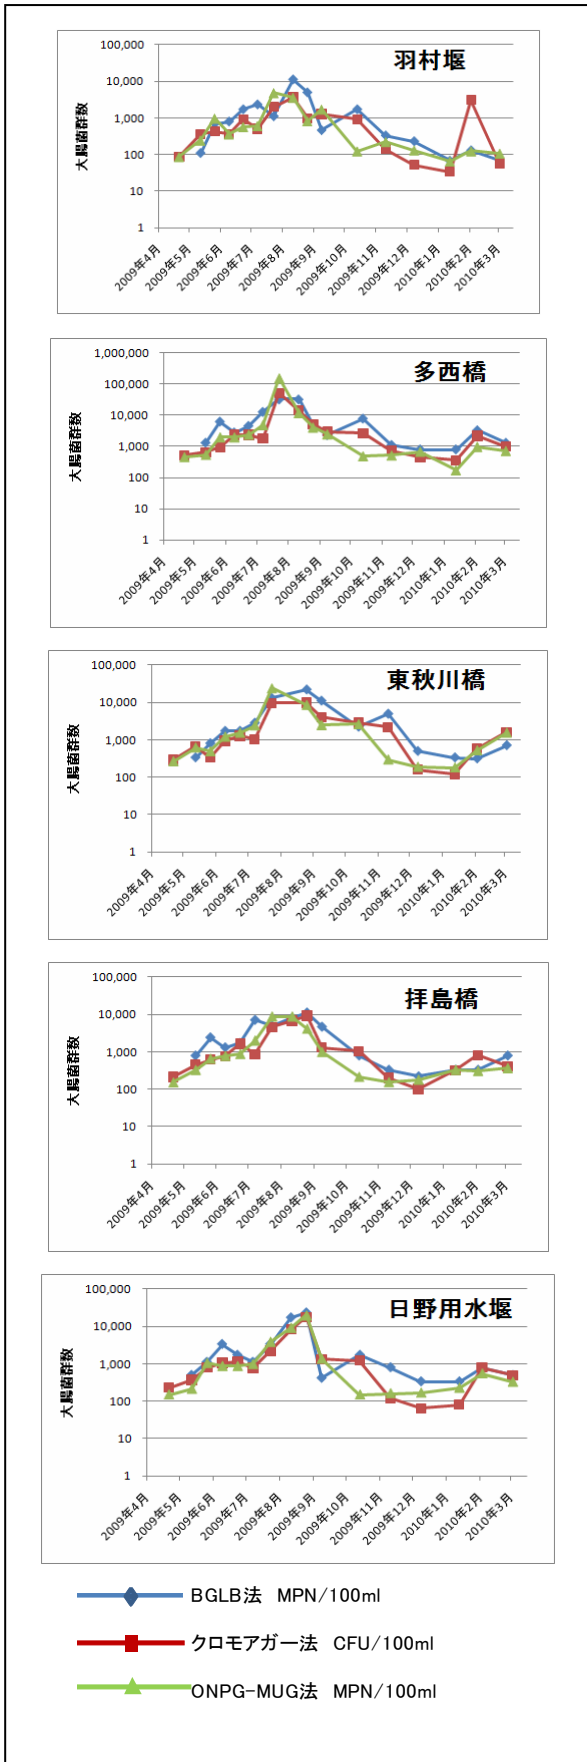 羽村堰
大腸菌群数
100,000
10,000
1,000
100
10
1
2009年4月
2009年5月
2009年6月
2009年7月
2009年8月
2009年9月
2009年10月
2009年11月
2009年12月
2010年1月
2010年2月
2010年3月
多西橋
大腸菌群数
1,000,000
100,000
10,000
1,000
100
10
1
2009年4月
2009年5月
2009年6月
2009年7月
2009年8月
2009年9月
2009年10月
2009年11月
2009年12月
2010年1月
2010年2月
2010年3月
東秋川橋
大腸菌群数
100,000
10,000
1,000
100
10
1
2009年4月
2009年5月
2009年6月
2009年7月
2009年8月
2009年9月
2009年10月
2009年11月
2009年12月
2010年1月
2010年2月
2010年3月
拝島橋
大腸菌群数
100,000
10,000
1,000
100
10
1
2009年4月
2009年5月
2009年6月
2009年7月
2009年8月
2009年9月
2009年10月
2009年11月
2009年12月
2010年1月
2010年2月
2010年3月
日野用水堰
大腸菌群数
100,000
10,000
1,000
100
10
1
2009年4月
2009年5月
2009年6月
2009年7月
2009年8月
2009年9月
2009年10月
2009年11月
2009年12月
2010年1月
2010年2月
2010年3月
BGLB法 MPN/100ml
クロモアガー法 CFU/100ml
ONPG-MUG法 MPN/100ml